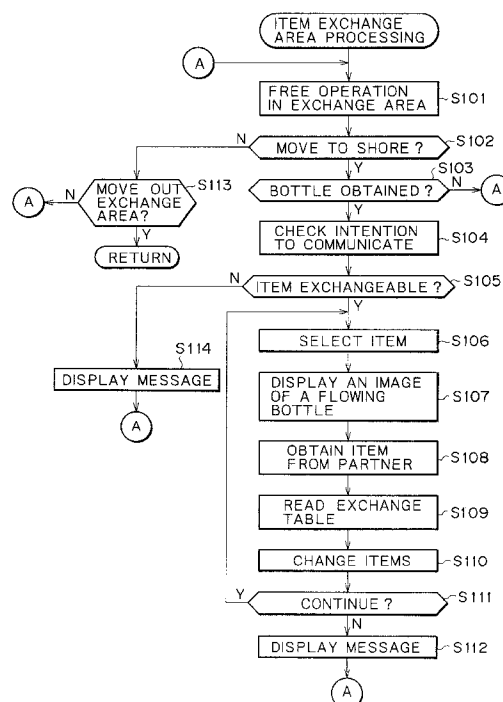 ITEM EXCHANGE
AREA PROCESSING
A
FREE OPERATION
IN EXCHANGE AREA
S101
N
MOVE TO SHORE ?
S102
Y
S103
N
MOVE OUT
EXCHANGE
AREA?
S113
A
Y
RETURN
BOTTLE OBTAINED ?
N
A
Y
CHECK INTENTION
TO COMMUNICATE
S104
N
ITEM EXCHANGEABLE ?
S105
Y
S114
DISPLAY MESSAGE
A
SELECT ITEM
S106
DISPLAY AN IMAGE
OF A FLOWING
BOTTLE
S107
OBTAIN ITEM
FROM PARTNER
S108
READ EXCHANGE
TABLE
S109
CHANGE ITEMS
S110
Y
CONTINUE ?
S111
N
DISPLAY MESSAGE
S112
A